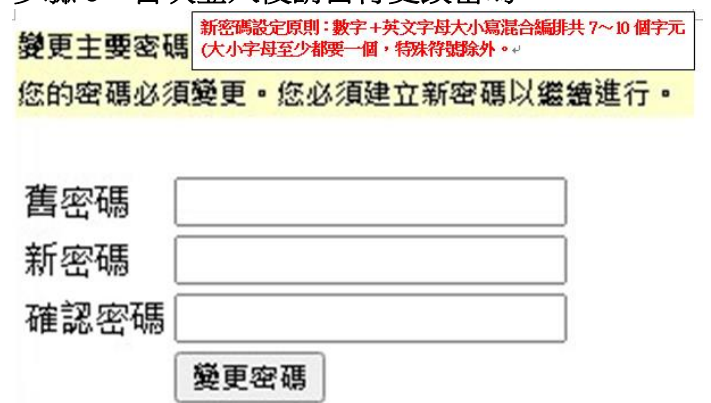 新密碼設定原則：數字+英文字母大小寫混合編排共 7～10 個字元
(大小字母至少都要一個，特殊符號除外。
變更主要密碼
您的密碼必須變更。您必須建立新密碼以繼續進行。
舊密碼
新密碼
確認密碼
變更密碼